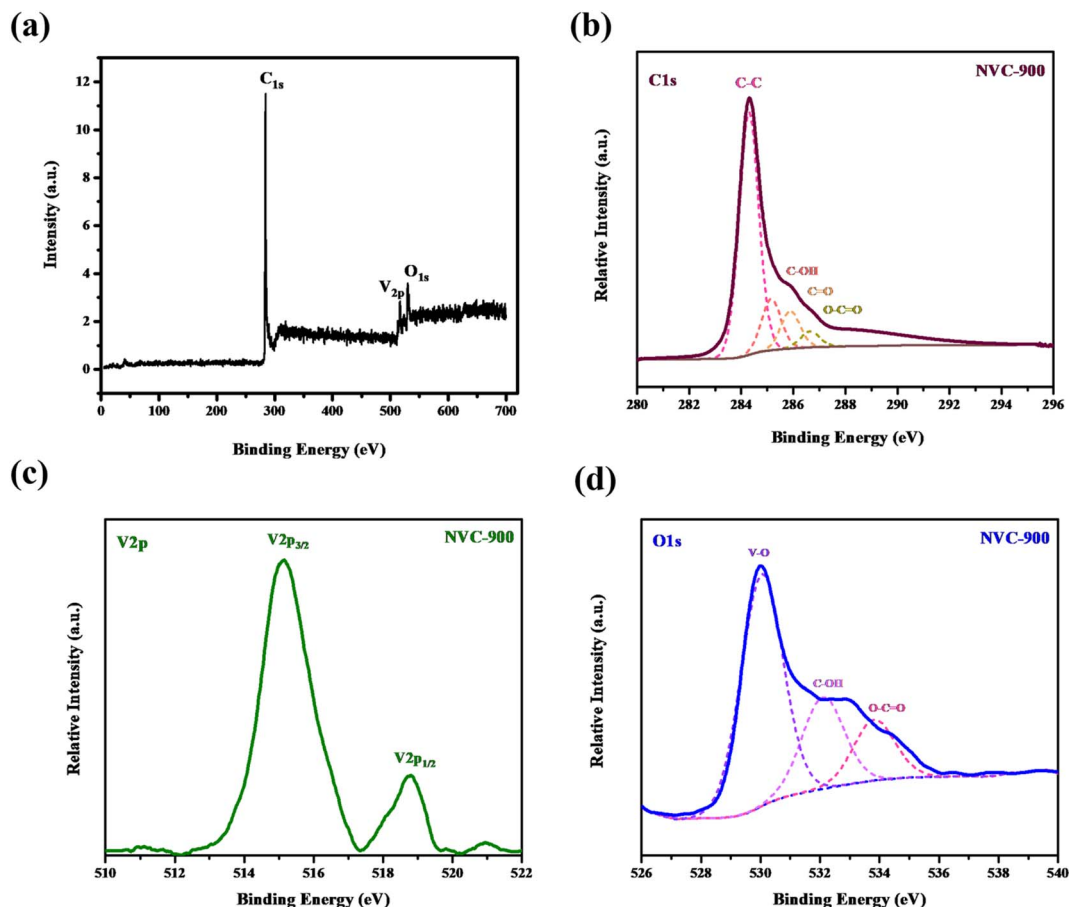 (a)
C1s
V2p
O1s
Intensity (a.u.)
12
10
8
6
4
2
0
0 100 200 300 400 500 600 700
Binding Energy (eV)
(b)
C1s
NVC-900
C-C
C-OH
C=O
O-C=O
Relative Intensity (a.u.)
280 282 284 286 288 290 292 294 296
Binding Energy (eV)
(c)
V2p
NVC-900
V2p3/2
V2p1/2
Relative Intensity (a.u.)
510 512 514 516 518 520 522
Binding Energy (eV)
(d)
O1s
NVC-900
V-O
C-OH
O-C=O
Relative Intensity (a.u.)
526 528 530 532 534 536 538 540
Binding Energy (eV)